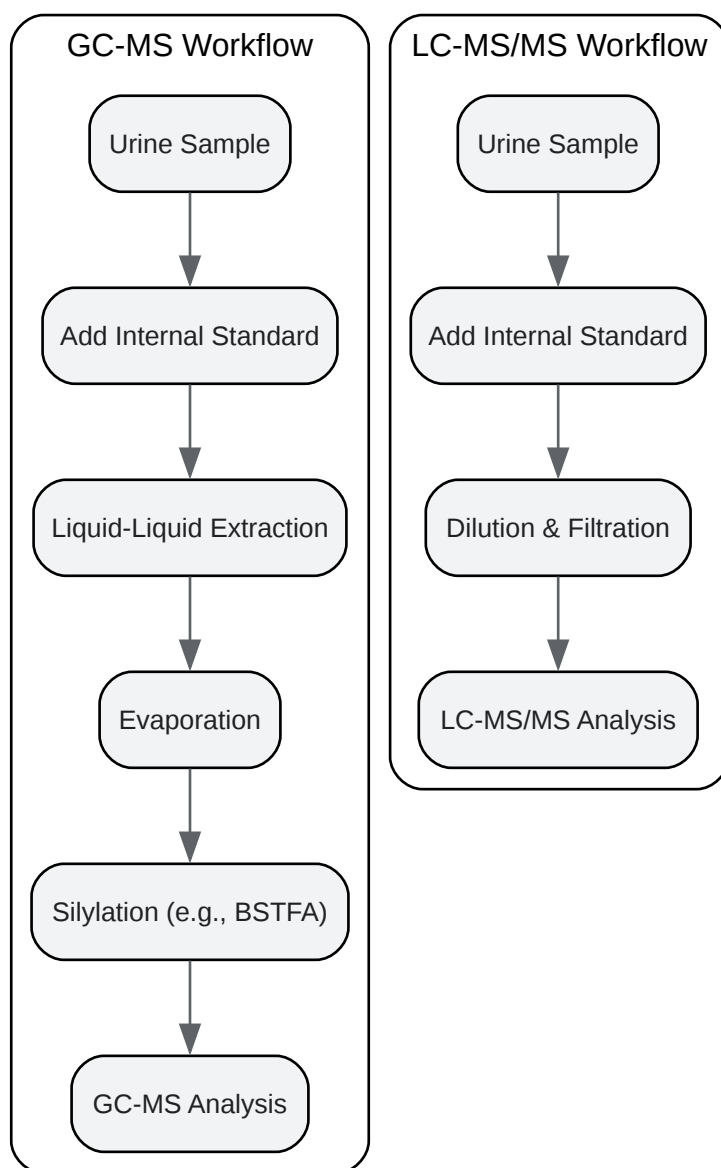 GC-MS Workflow
Urine Sample
Add Internal Standard
Liquid-Liquid Extraction
Evaporation
Silylation (e.g., BSTFA)
GC-MS Analysis
LC-MS/MS Workflow
Urine Sample
Add Internal Standard
Dilution & Filtration
LC-MS/MS Analysis